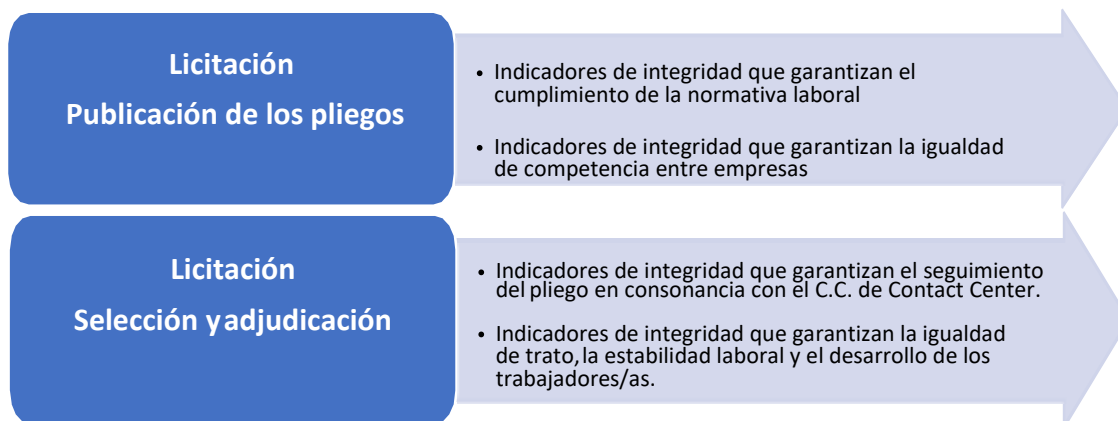 Licitación
Publicación de los pliegos
• Indicadores de integridad que garantizan el
cumplimiento de la normativa laboral
• Indicadores de integridad que garantizan la igualdad
de competencia entre empresas
Licitación
Selección y adjudicación
• Indicadores de integridad que garantizan el seguimiento
del pliego en consonancia con el C.C. de Contact Center.
• Indicadores de integridad que garantizan la igualdad
de trato, la estabilidad laboral y el desarrollo de los
trabajadores/as.